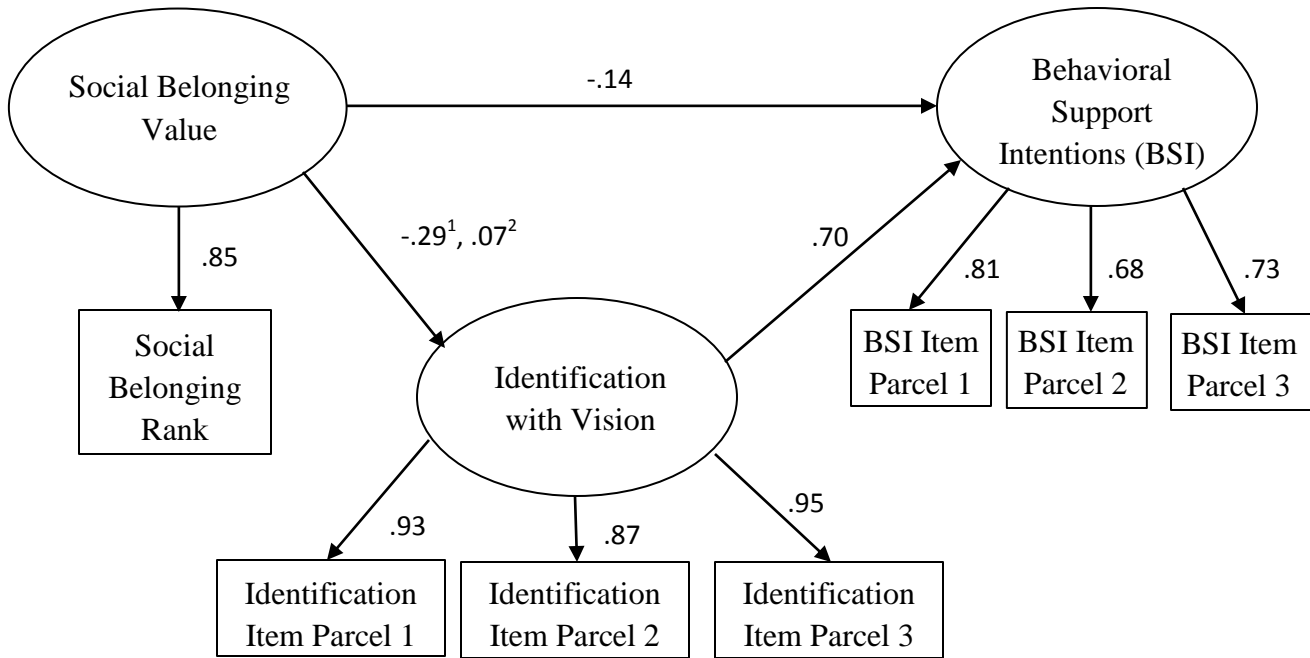 Social Belonging
Value
-.14
Behavioral
Support
Intentions (BSI)
-.29¹, .07²
.70
.85
.81
.68
.73
Social
Belonging
Rank
BSI Item
Parcel 1
BSI Item
Parcel 2
BSI Item
Parcel 3
Identification
with Vision
.93
.87
.95
Identification
Item Parcel 1
Identification
Item Parcel 2
Identification
Item Parcel 3